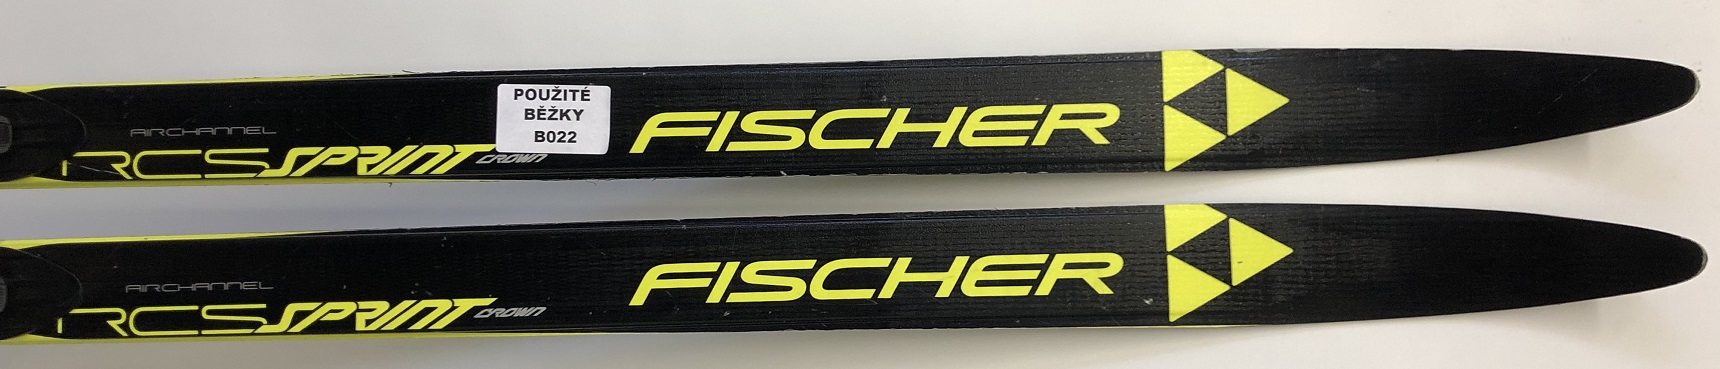 POUŽITÉ
BĚŽKY
B022
AIRCHANNEL
RCS SPRINT CROWN
FISCHER
AIRCHANNEL
RCS SPRINT CROWN
FISCHER